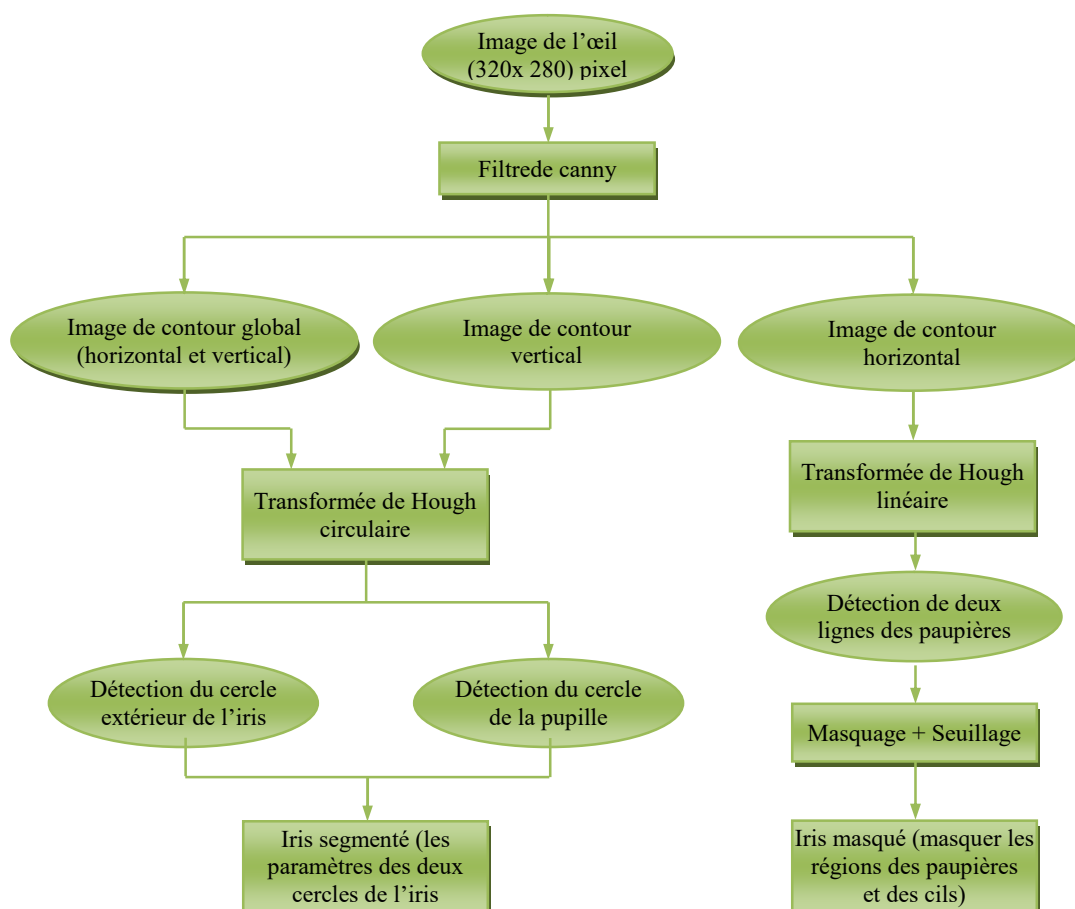 Image de l’œil
(320x 280) pixel
Filtrede canny
Image de contour global
(horizontal et vertical)
Image de contour
vertical
Image de contour
horizontal
Transformée de Hough
circulaire
Transformée de Hough
linéaire
Détection de deux
lignes des paupières
Détection du cercle
extérieur de l’iris
Détection du cercle
de la pupille
Masquage + Seuillage
Iris segmenté (les
paramètres des deux
cercles de l’iris
Iris masqué (masquer les
régions des paupières
et des cils)